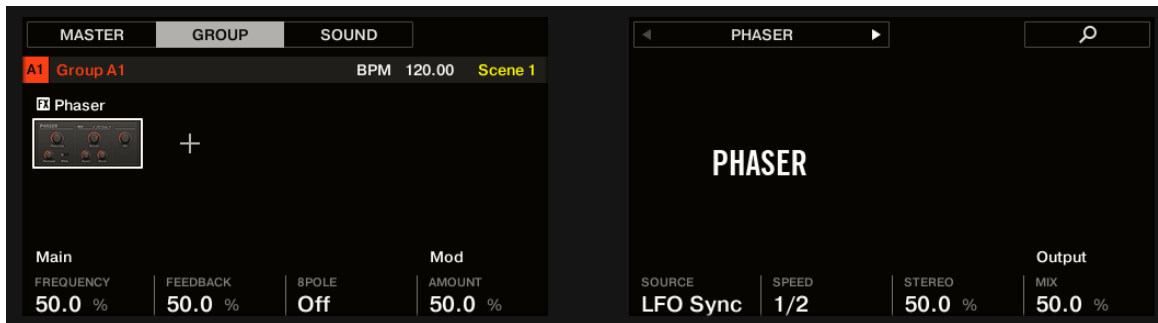 MASTER GROUP SOUND
A1 Group A1 BPM 120.00 Scene 1
FX Phaser
Main Mod
FREQUENCY FEEDBACK 8POLE AMOUNT
50.0 % 50.0 % Off 50.0 %
PHASER
PHASER
Output
SOURCE SPEED STEREO MIX
LFO Sync 1/2 50.0 % 50.0 %